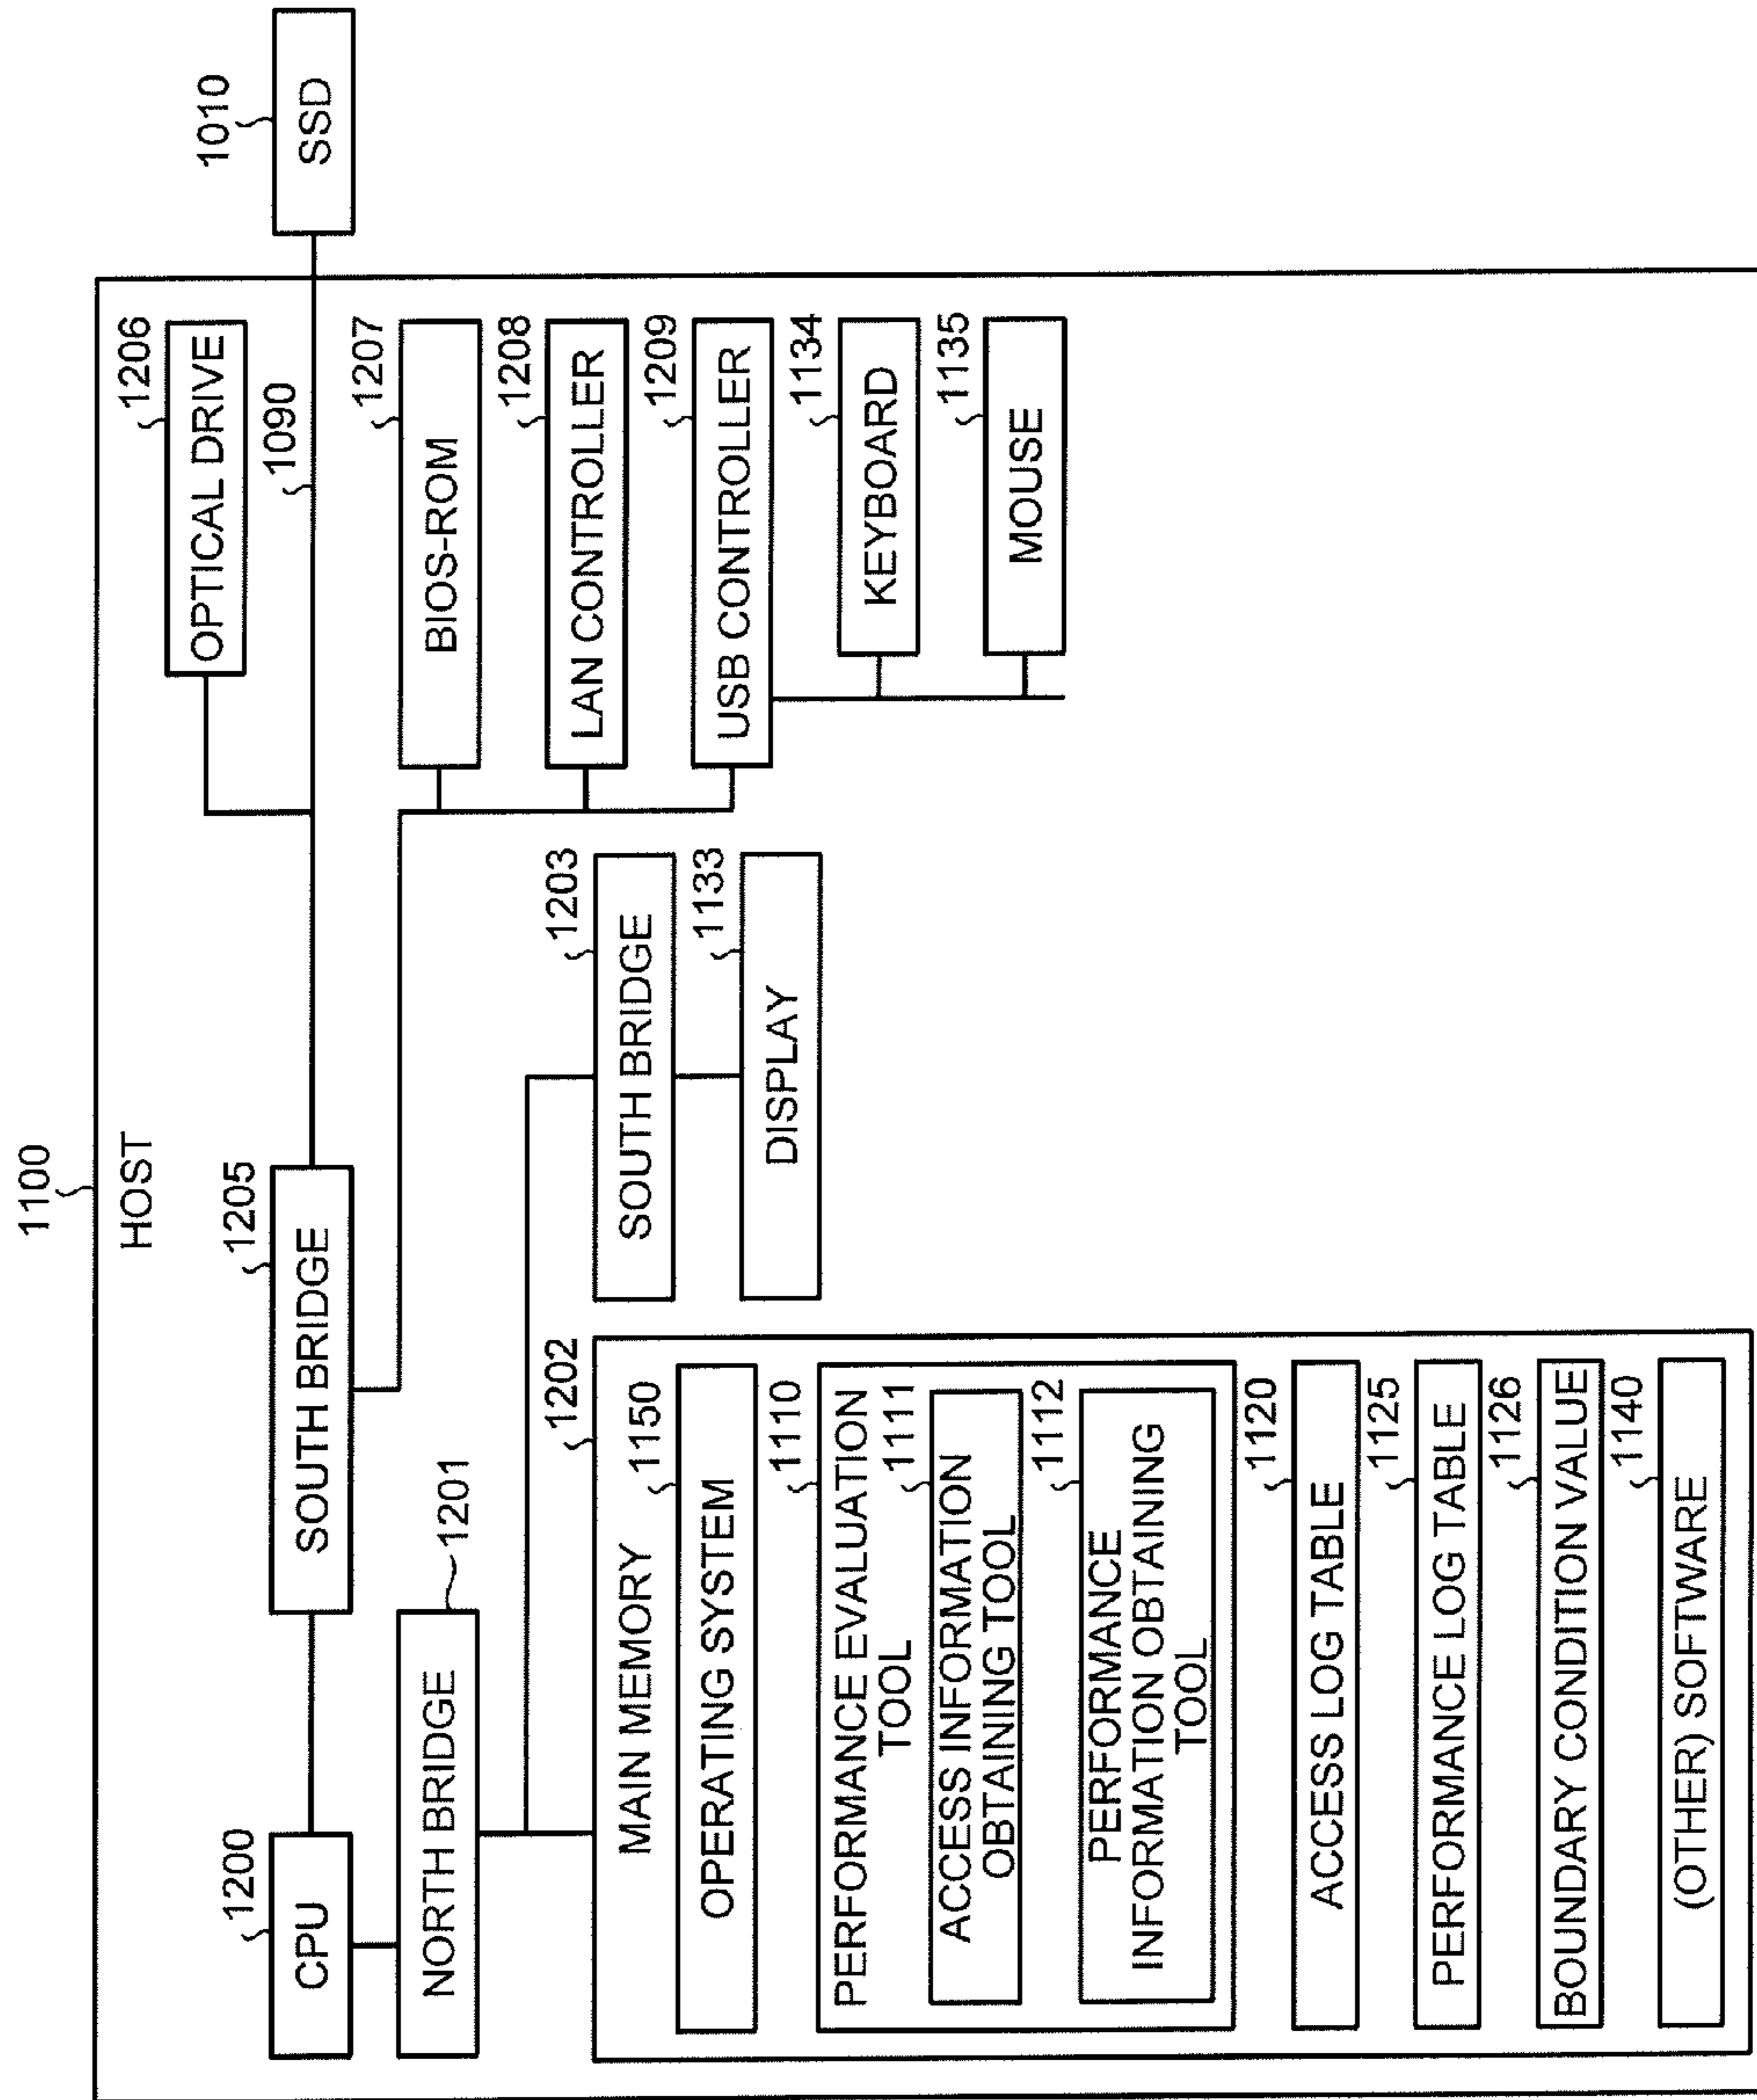 1100
HOST
1200
CPU
1205
SOUTH BRIDGE
1206
OPTICAL DRIVE
1090
1010
SSD
1201
NORTH BRIDGE
1207
BIOS-ROM
1208
LAN CONTROLLER
1209
USB CONTROLLER
1134
KEYBOARD
1135
MOUSE
1203
SOUTH BRIDGE
1133
DISPLAY
1202
MAIN MEMORY
1150
OPERATING SYSTEM
1110
PERFORMANCE EVALUATION
TOOL
1111
ACCESS INFORMATION
OBTAINING TOOL
1112
PERFORMANCE
INFORMATION OBTAINING
TOOL
1120
ACCESS LOG TABLE
1125
PERFORMANCE LOG TABLE
1126
BOUNDARY CONDITION VALUE
1140
(OTHER) SOFTWARE